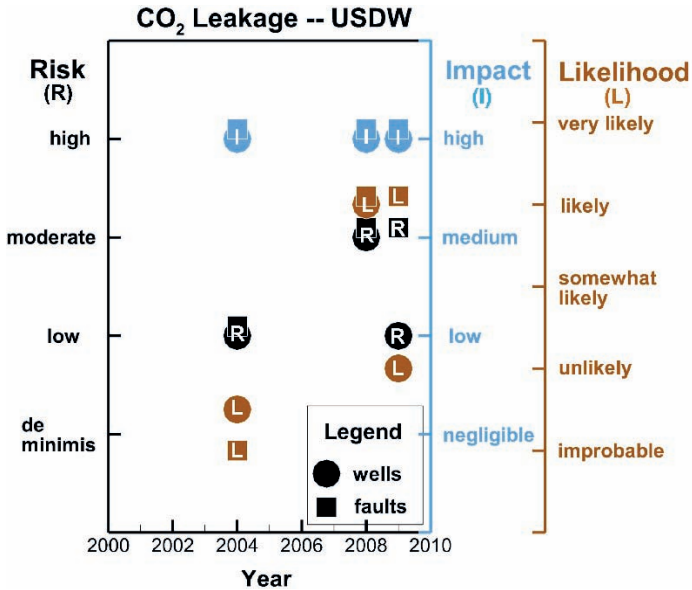 CO₂ Leakage -- USDW
Risk
(R)
high
moderate
low
de
minimis
Impact
(I)
high
medium
low
negligible
Likelihood
(L)
very likely
likely
somewhat
likely
unlikely
improbable
I I I
L L
R R
R R
L L
L
Legend
wells
faults
2000 2002 2004 2006 2008 2010
Year